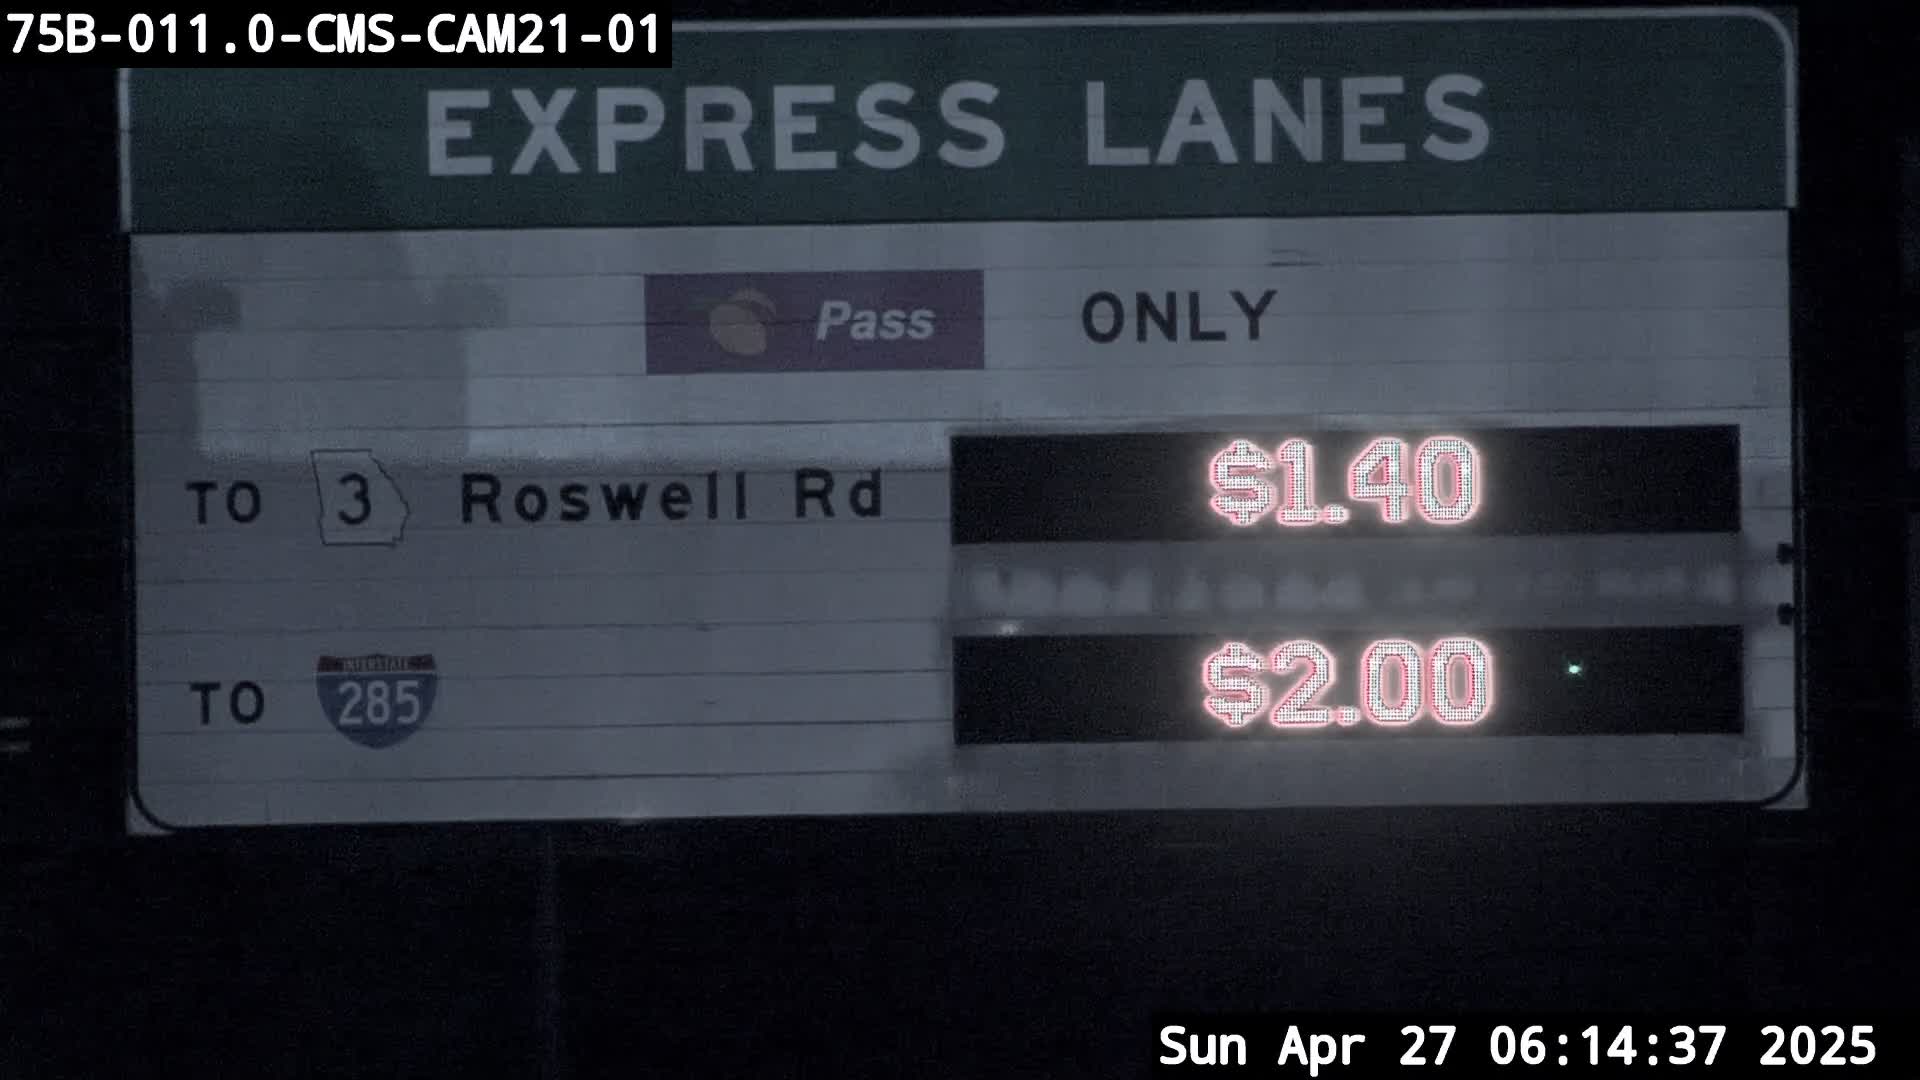 75B-011.0-CMS-CAM21-01
EXPRESS LANES
Pass ONLY
TO 3 Roswell Rd $1.40
TO INTERSTATE 285 $2.00
Sun Apr 27 06:14:37 2025